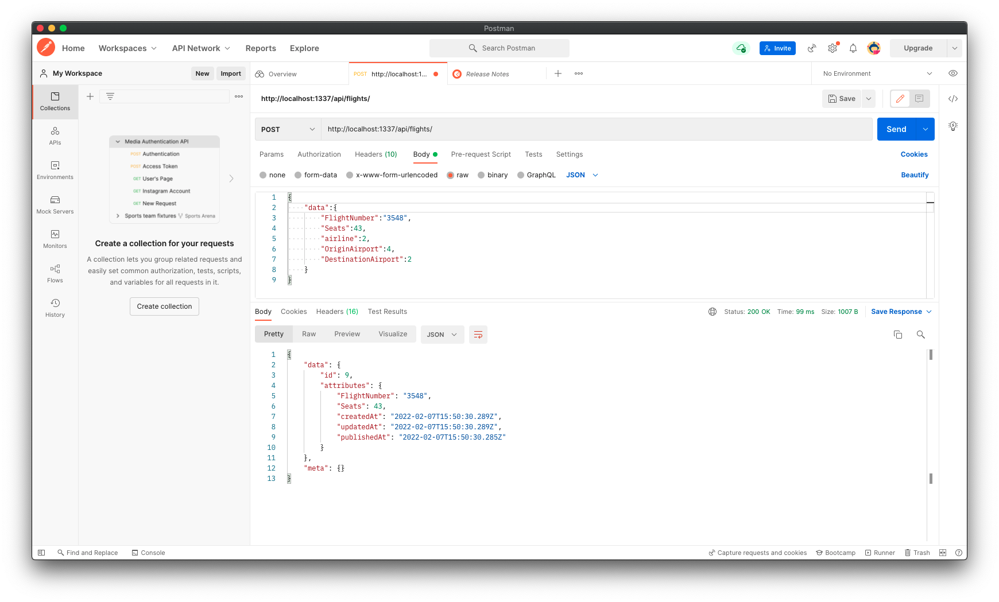 Postman
Home Workspaces API Network Reports Explore Search Postman Invite Upgrade
My Workspace New Import Overview POST http://localhost:1... Release Notes No Environment
Collections
http://localhost:1337/api/flights/ Save
APIs
Environments
Mock Servers
Monitors
Flows
History
Media Authentication API
POST Authentication
POST Access Token
GET User's Page
GET Instagram Account
GET New Request
Sports team fixtures Sports Arena
Create a collection for your requests
A collection lets you group related requests and
easily set common authorization, tests, scripts,
and variables for all requests in it.
Create collection
POST http://localhost:1337/api/flights/ Send
Params Authorization Headers (10) Body Pre-request Script Tests Settings Cookies
none form-data x-www-form-urlencoded raw binary GraphQL JSON Beautify
1 {
2 "data":{
3 "FlightNumber":"3548",
4 "Seats":43,
5 "airline":2,
6 "OriginAirport":4,
7 "DestinationAirport":2
8 }
9 }
Body Cookies Headers (16) Test Results Status: 200 OK Time: 99 ms Size: 1007 B Save Response
Pretty Raw Preview Visualize JSON
1 {
2 "data": {
3 "id": 9,
4 "attributes": {
5 "FlightNumber": "3548",
6 "Seats": 43,
7 "createdAt": "2022-02-07T15:50:30.289Z",
8 "updatedAt": "2022-02-07T15:50:30.289Z",
9 "publishedAt": "2022-02-07T15:50:30.285Z"
10 }
11 },
12 "meta": {}
13 }
Find and Replace Console Capture requests and cookies Bootcamp Runner Trash